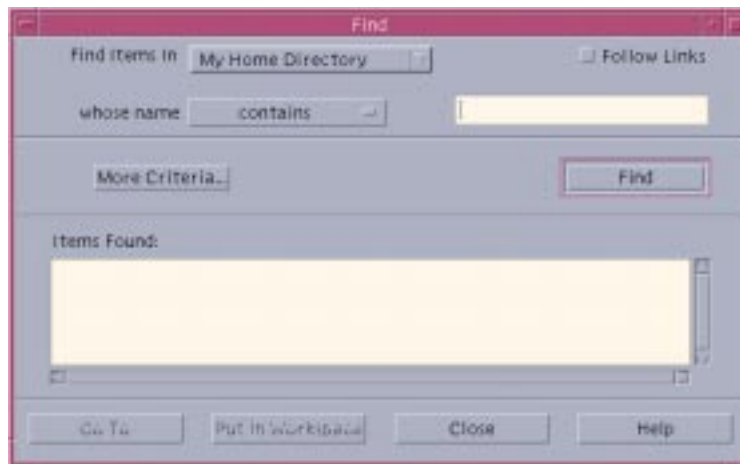 Find
Find Items In My Home Directory Follow Links
whose name contains
More Criteria... Find
Items Found:
Go To Put in Workspace Close Help